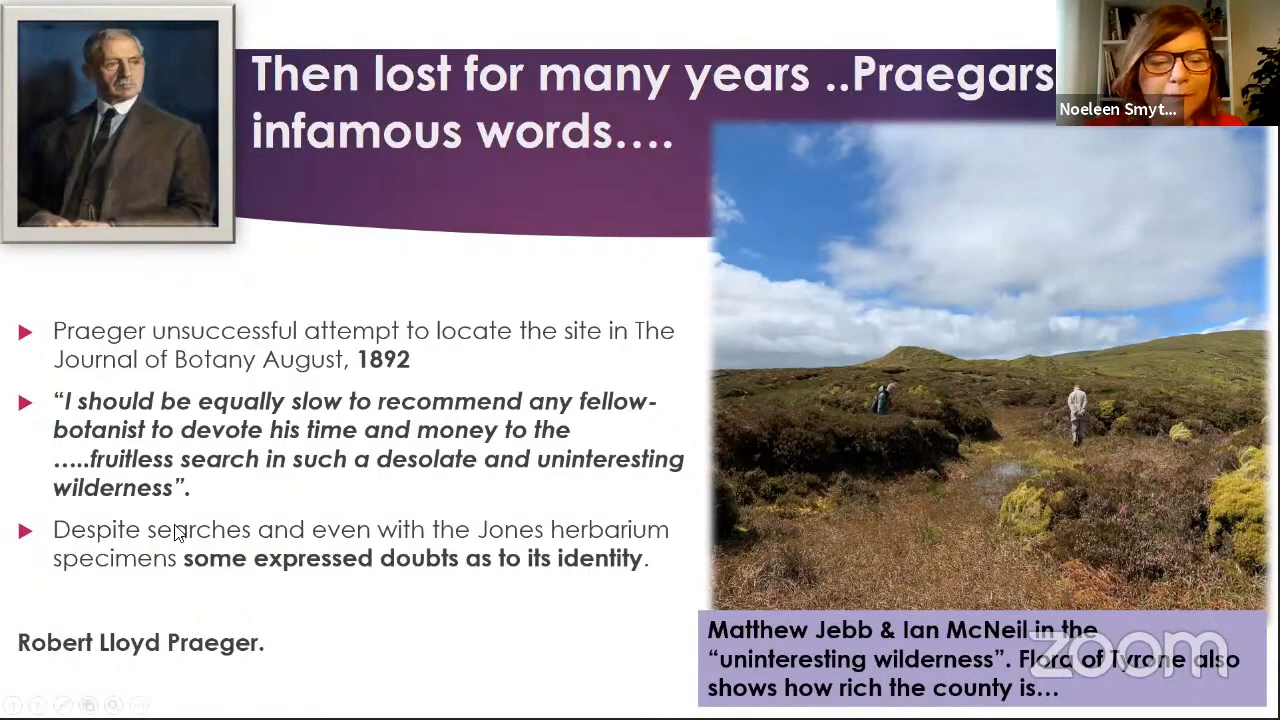 Then lost for many years ..Praegars
infamous words….
Noeleen Smyt...
Praeger unsuccessful attempt to locate the site in The
Journal of Botany August, 1892
“I should be equally slow to recommend any fellow-
botanist to devote his time and money to the
…..fruitless search in such a desolate and uninteresting
wilderness”.
Despite searches and even with the Jones herbarium
specimens some expressed doubts as to its identity.
Robert Lloyd Praeger.
Matthew Jebb & Ian McNeil in the
“uninteresting wilderness”. Flora of Tyrone also
shows how rich the county is…
zoom